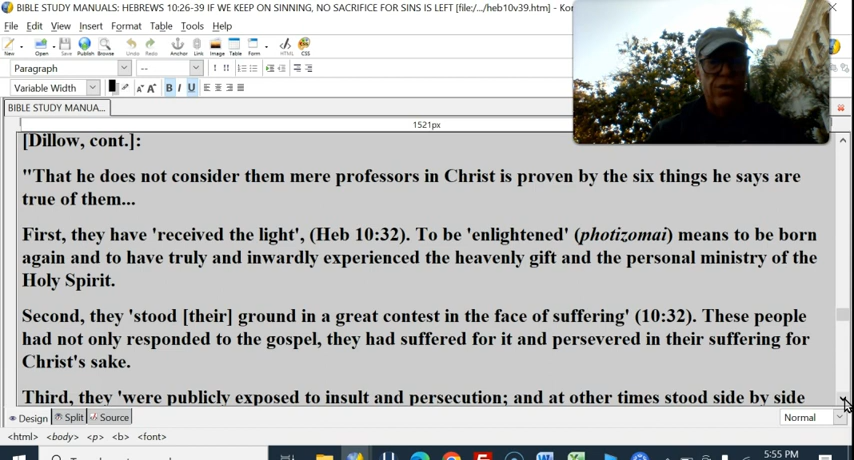 BIBLE STUDY MANUALS: HEBREWS 10:26-39 IF WE KEEP ON SINNING, NO SACRIFICE FOR SINS IS LEFT [file:/.../heb10v39.htm] - Kon
File Edit View Insert Format Table Tools Help
New Open Save Publish Browse Undo Redo Anchor Link Image Table Form HTML CSS
Paragraph --
Variable Width A A B I U
BIBLE STUDY MANUA...
1521px
[Dillow, cont.]:
"That he does not consider them mere professors in Christ is proven by the six things he says are
true of them...
First, they have 'received the light', (Heb 10:32). To be 'enlightened' (photizomai) means to be born
again and to have truly and inwardly experienced the heavenly gift and the personal ministry of the
Holy Spirit.
Second, they 'stood [their] ground in a great contest in the face of suffering' (10:32). These people
had not only responded to the gospel, they had suffered for it and persevered in their suffering for
Christ's sake.
Third, they 'were publicly exposed to insult and persecution; and at other times stood side by side
Design Split Source Normal
<html> <body> <p> <b> <font>
5:55 PM